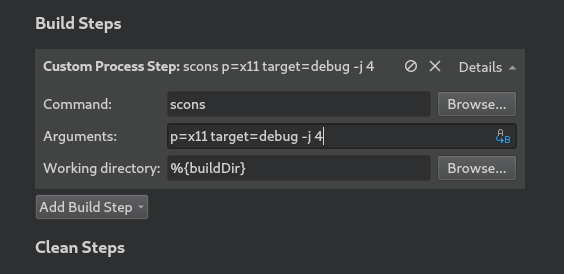 Build Steps
Custom Process Step: scons p=x11 target=debug -j 4 Details
Command: scons Browse...
Arguments: p=x11 target=debug -j 4 A B
Working directory: %{buildDir} Browse...
Add Build Step
Clean Steps